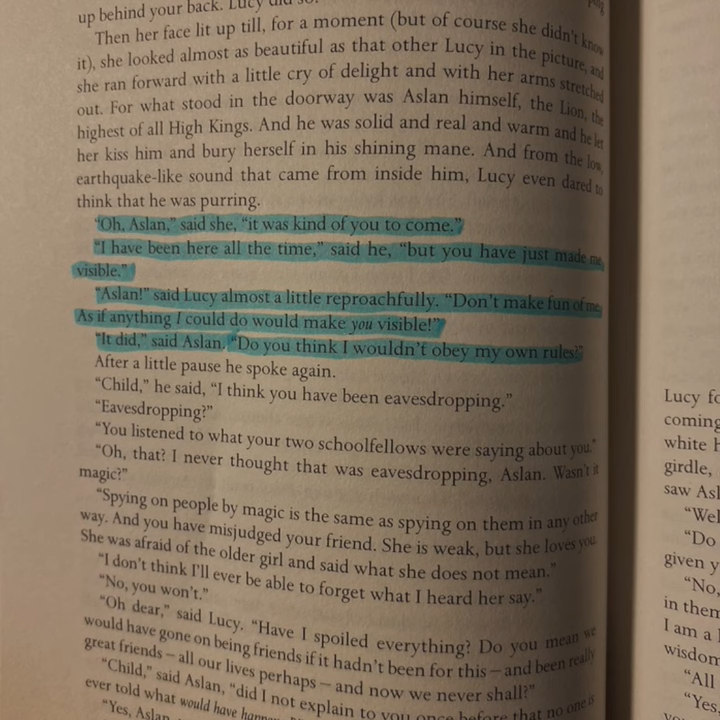 up behind your back. Lucy did so.
Then her face lit up till, for a moment (but of course she didn't know
it), she looked almost as beautiful as that other Lucy in the picture, and
she ran forward with a little cry of delight and with her arms stretched
out. For what stood in the doorway was Aslan himself, the Lion, the
highest of all High Kings. And he was solid and real and warm and he let
her kiss him and bury herself in his shining mane. And from the low,
earthquake-like sound that came from inside him, Lucy even dared to
think that he was purring.
"Oh, Aslan," said she, "it was kind of you to come."
"I have been here all the time," said he, "but you have just made me
visible."
"Aslan!" said Lucy almost a little reproachfully. "Don't make fun of me.
As if anything I could do would make you visible!"
"It did," said Aslan. "Do you think I wouldn't obey my own rules?"
After a little pause he spoke again.
"Child," he said, "I think you have been eavesdropping."
"Eavesdropping?"
"You listened to what your two schoolfellows were saying about you."
"Oh, that? I never thought that was eavesdropping, Aslan. Wasn't it
magic?"
"Spying on people by magic is the same as spying on them in any other
way. And you have misjudged your friend. She is weak, but she loves you.
She was afraid of the older girl and said what she does not mean."
"I don't think I'll ever be able to forget what I heard her say."
"No, you won't."
"Oh dear," said Lucy. "Have I spoiled everything? Do you mean we
would have gone on being friends if it hadn't been for this – and been really
great friends – all our lives perhaps – and now we never shall?"
"Child," said Aslan, "did I not explain to you once before that no one is
ever told what would have happened?"
"Yes, Aslan
Lucy fo
coming
white h
girdle,
saw Asl
"Wel
"Do
given y
"No,
in them
I am a l
wisdom
"All
"Yes,